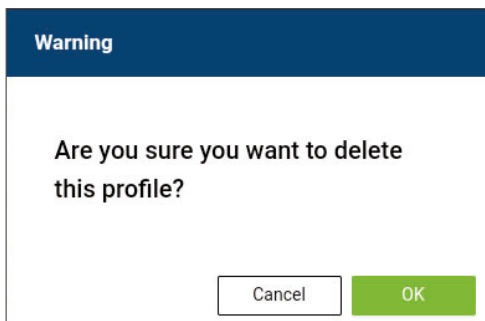 Warning
Are you sure you want to delete
this profile?
Cancel
OK